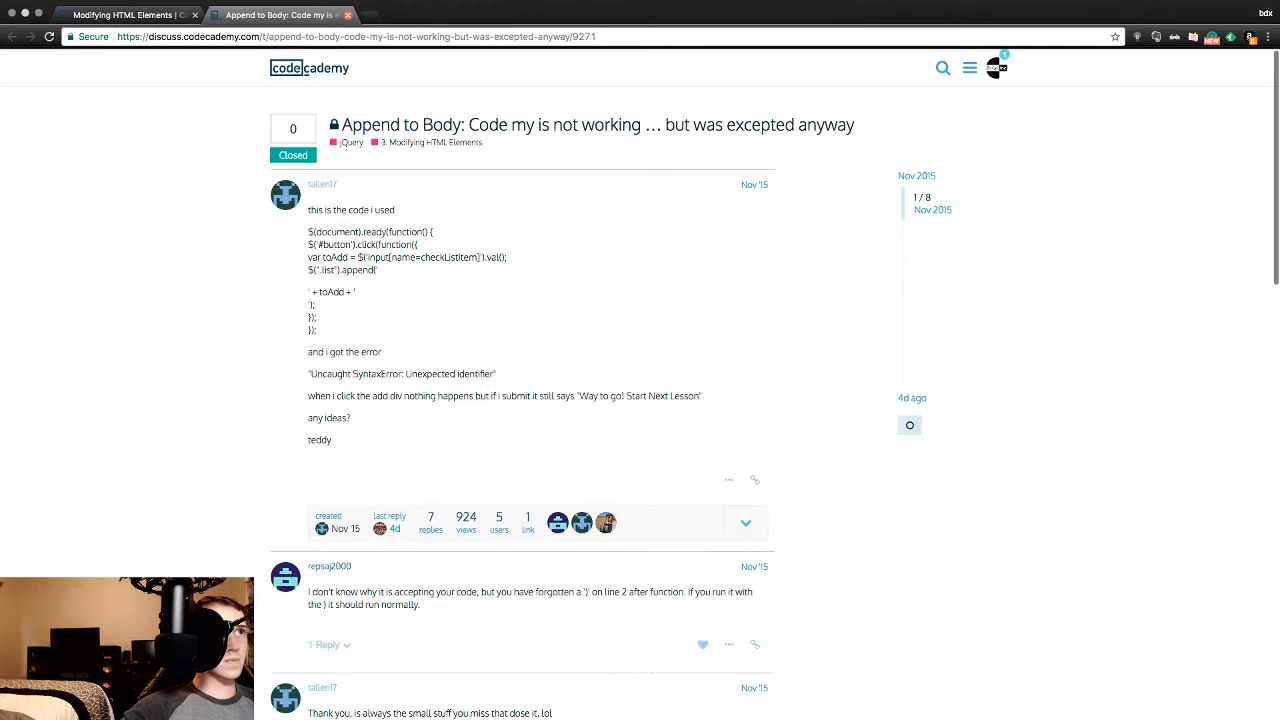 Modifying HTML Elements | C
Append to Body: Code my is n
bdx
Secure
https://discuss.codecademy.com/t/append-to-body-code-my-is-not-working-but-was-excepted-anyway/9271
NEW
codecademy
1
0
Closed
Append to Body: Code my is not working … but was excepted anyway
jQuery 3. Modifying HTML Elements
tallen17
Nov '15
this is the code i used
$(document).ready(function() {
$('#button').click(function({
var toAdd = $('input[name=checkListItem]').val();
$('.list').append('
' + toAdd + '
');
});
});
and i got the error
"Uncaught SyntaxError: Unexpected identifier"
when i click the add div nothing happens but if i submit it still says "Way to go! Start Next Lesson"
any ideas?
teddy
created
Nov 15
last reply
4d
7
replies
924
views
5
users
1
link
repsaj2000
Nov '15
I don't know why it is accepting your code, but you have forgotten a ')' on line 2 after function. If you run it with
the ) it should run normally.
1 Reply
tallen17
Nov '15
Thank you, is always the small stuff you miss that dose it, lol
Nov 2015
1 / 8
Nov 2015
4d ago